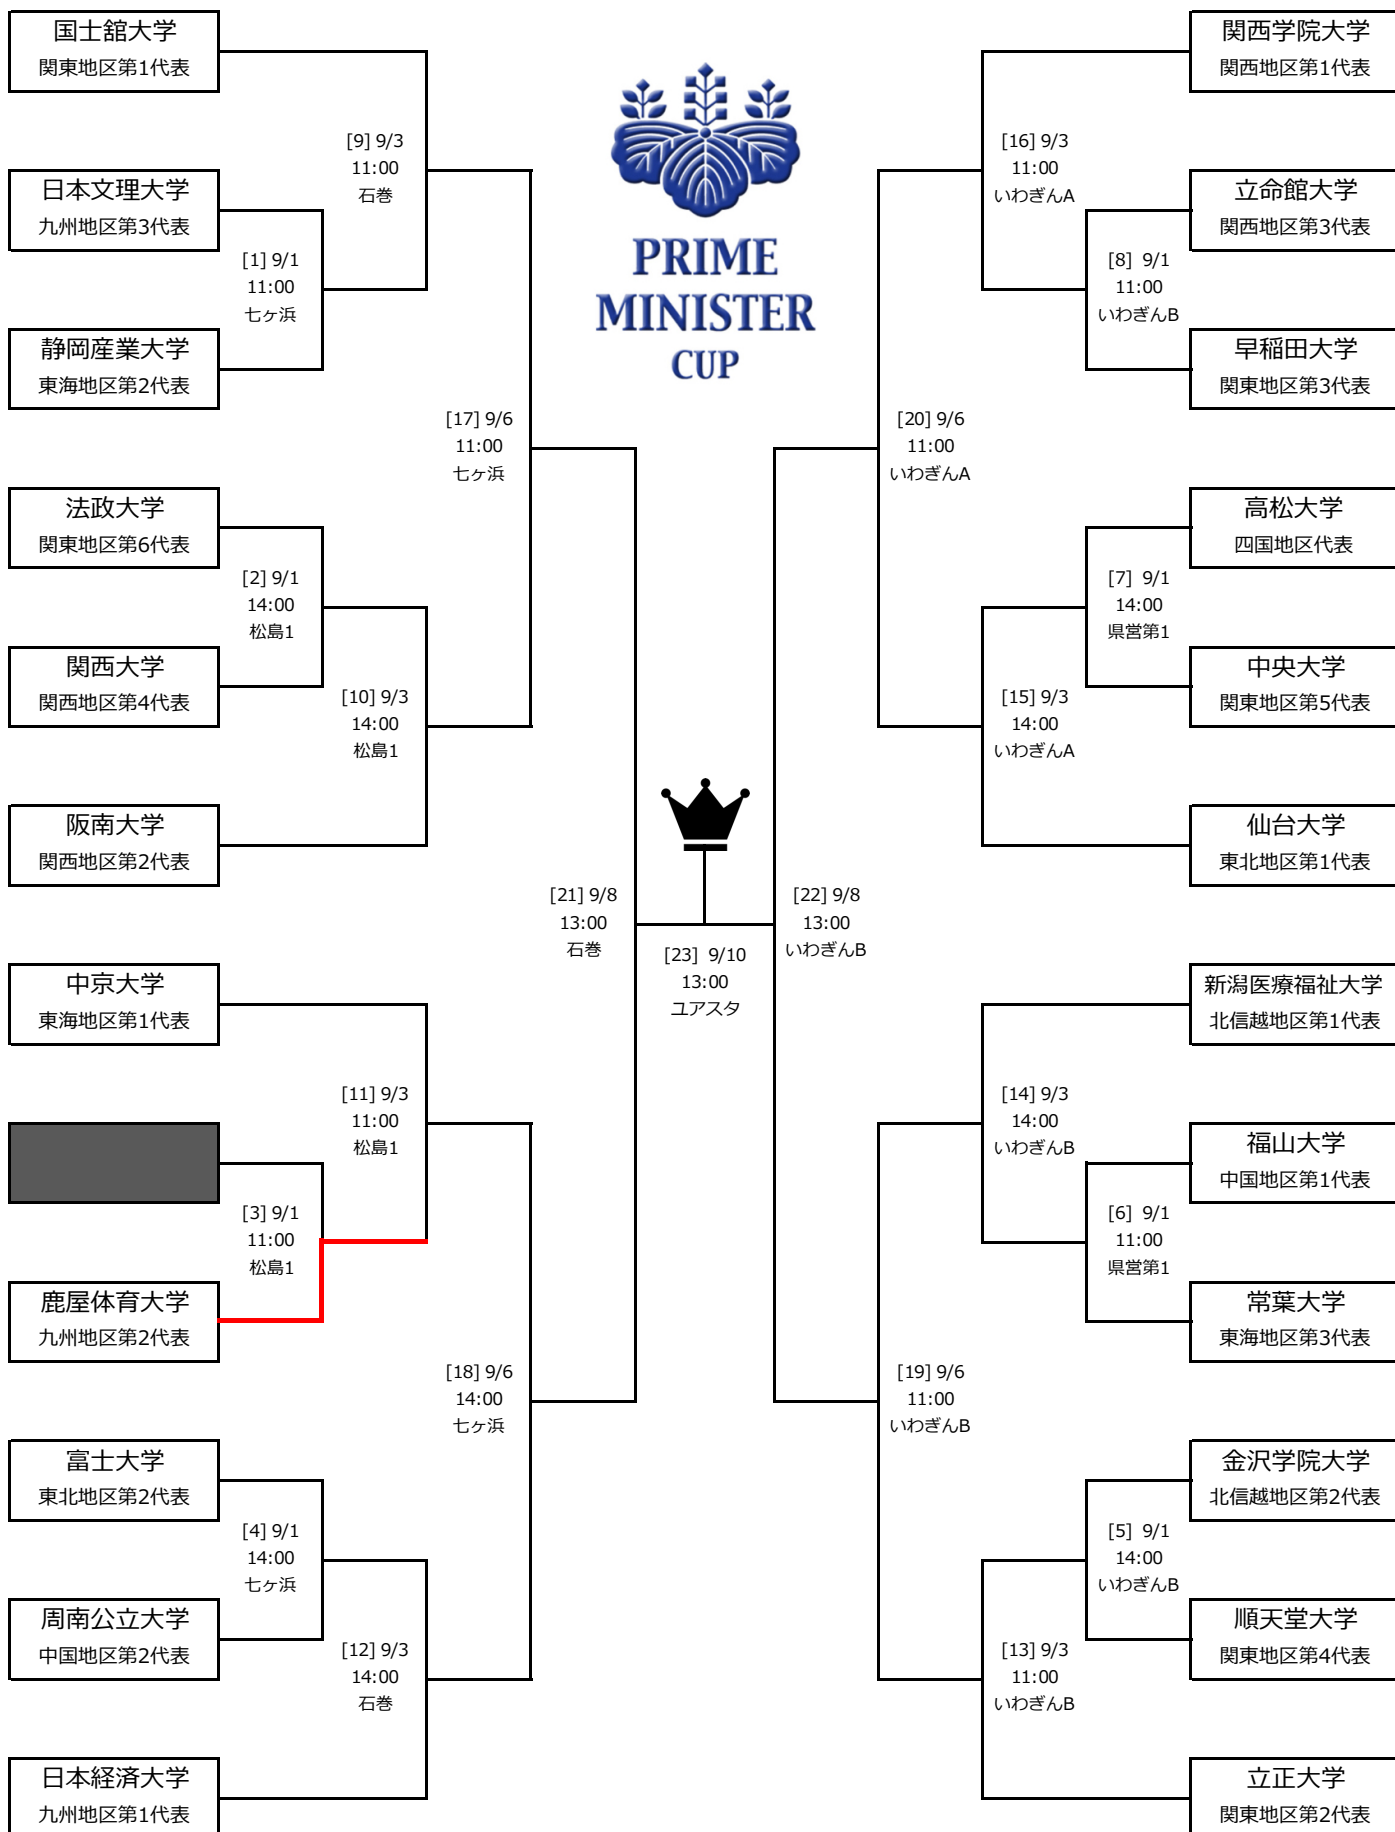 国士舘大学
関東地区第1代表
[9] 9/3
11:00
石巻
日本文理大学
九州地区第3代表
[1] 9/1
11:00
七ヶ浜
静岡産業大学
東海地区第2代表
[17] 9/6
11:00
七ヶ浜
法政大学
関東地区第6代表
[2] 9/1
14:00
松島1
関西大学
関西地区第4代表
[10] 9/3
14:00
松島1
阪南大学
関西地区第2代表
[21] 9/8
13:00
石巻
中京大学
東海地区第1代表
[11] 9/3
11:00
松島1
[3] 9/1
11:00
松島1
鹿屋体育大学
九州地区第2代表
[18] 9/6
14:00
七ヶ浜
富士大学
東北地区第2代表
[4] 9/1
14:00
七ヶ浜
周南公立大学
中国地区第2代表
[12] 9/3
14:00
石巻
日本経済大学
九州地区第1代表
PRIME
MINISTER
CUP
[23] 9/10
13:00
ユアスタ
関西学院大学
関西地区第1代表
[16] 9/3
11:00
いわぎんA
立命館大学
関西地区第3代表
[8] 9/1
11:00
いわぎんB
早稲田大学
関東地区第3代表
[20] 9/6
11:00
いわぎんA
高松大学
四国地区代表
[7] 9/1
14:00
県営第1
中央大学
関東地区第5代表
[15] 9/3
14:00
いわぎんA
仙台大学
東北地区第1代表
[22] 9/8
13:00
いわぎんB
新潟医療福祉大学
北信越地区第1代表
[14] 9/3
14:00
いわぎんB
福山大学
中国地区第1代表
[6] 9/1
11:00
県営第1
常葉大学
東海地区第3代表
[19] 9/6
11:00
いわぎんB
金沢学院大学
北信越地区第2代表
[5] 9/1
14:00
いわぎんB
順天堂大学
関東地区第4代表
[13] 9/3
11:00
いわぎんB
立正大学
関東地区第2代表